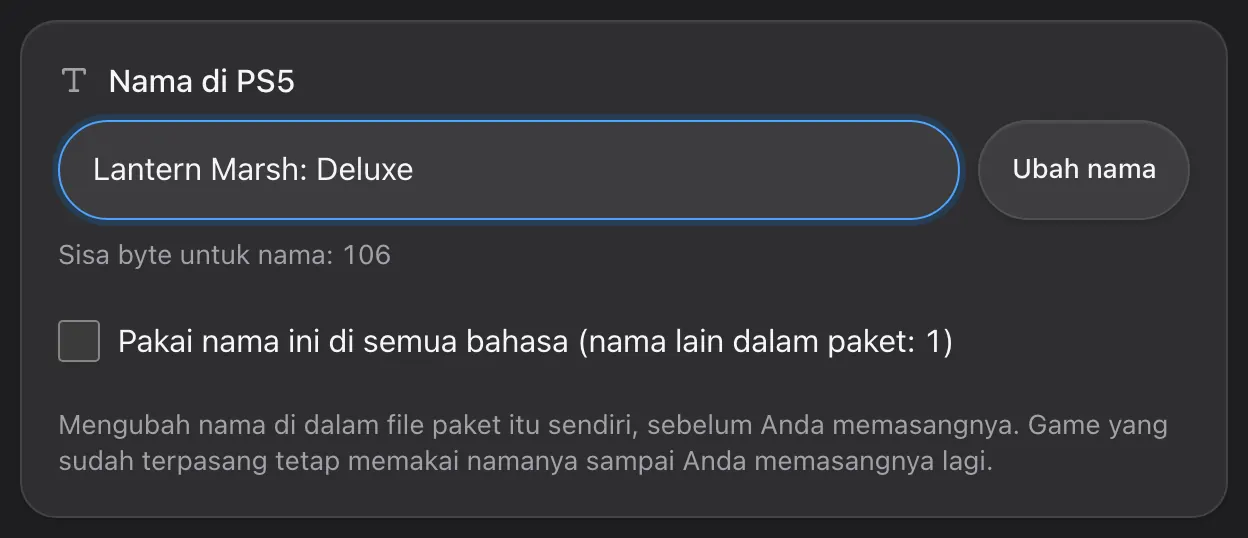 Nama di PS5
Lantern Marsh: Deluxe
Ubah nama
Sisa byte untuk nama: 106
Pakai nama ini di semua bahasa (nama lain dalam paket: 1)
Mengubah nama di dalam file paket itu sendiri, sebelum Anda memasangnya. Game yang
sudah terpasang tetap memakai namanya sampai Anda memasangnya lagi.